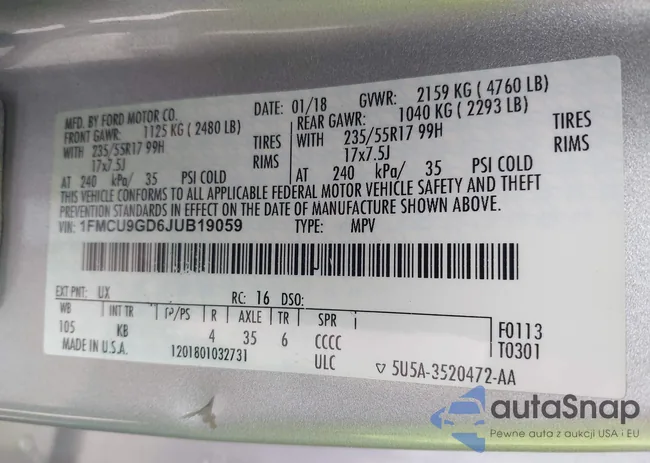 MFD. BY FORD MOTOR CO. DATE: 01/18 GVWR: 2159 KG ( 4760 LB)
FRONT GAWR: 1125 KG ( 2480 LB) REAR GAWR: 1040 KG ( 2293 LB)
WITH 235/55R17 99H TIRES WITH 235/55R17 99H TIRES
17x7.5J RIMS 17x7.5J RIMS
AT 240 kPa/ 35 PSI COLD AT 240 kPa/ 35 PSI COLD
THIS VEHICLE CONFORMS TO ALL APPLICABLE FEDERAL MOTOR VEHICLE SAFETY AND THEFT
PREVENTION STANDARDS IN EFFECT ON THE DATE OF MANUFACTURE SHOWN ABOVE.
VIN: 1FMCU9GD6JUB19059 TYPE: MPV
EXT PNT: UX RC: 16 DSO:
WB INT TR TP/PS R AXLE TR SPR F0113
105 KB 4 35 6 CCCC T0301
MADE IN U.S.A. 1201801032731 ULC ▽ 5U5A-3520472-AA
autaSnap
Pewne auta z aukcji USA i EU